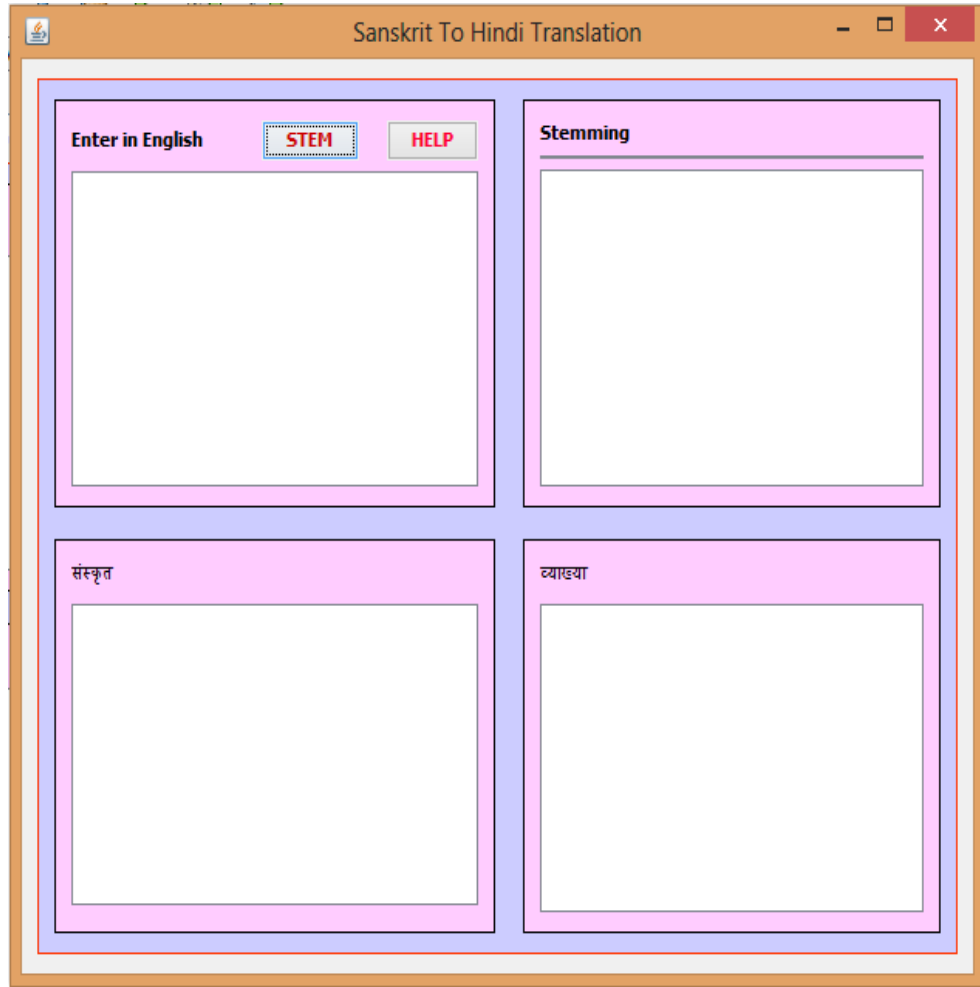 Sanskrit To Hindi Translation
Enter in English
STEM
HELP
Stemming
संस्कृत
व्याख्या